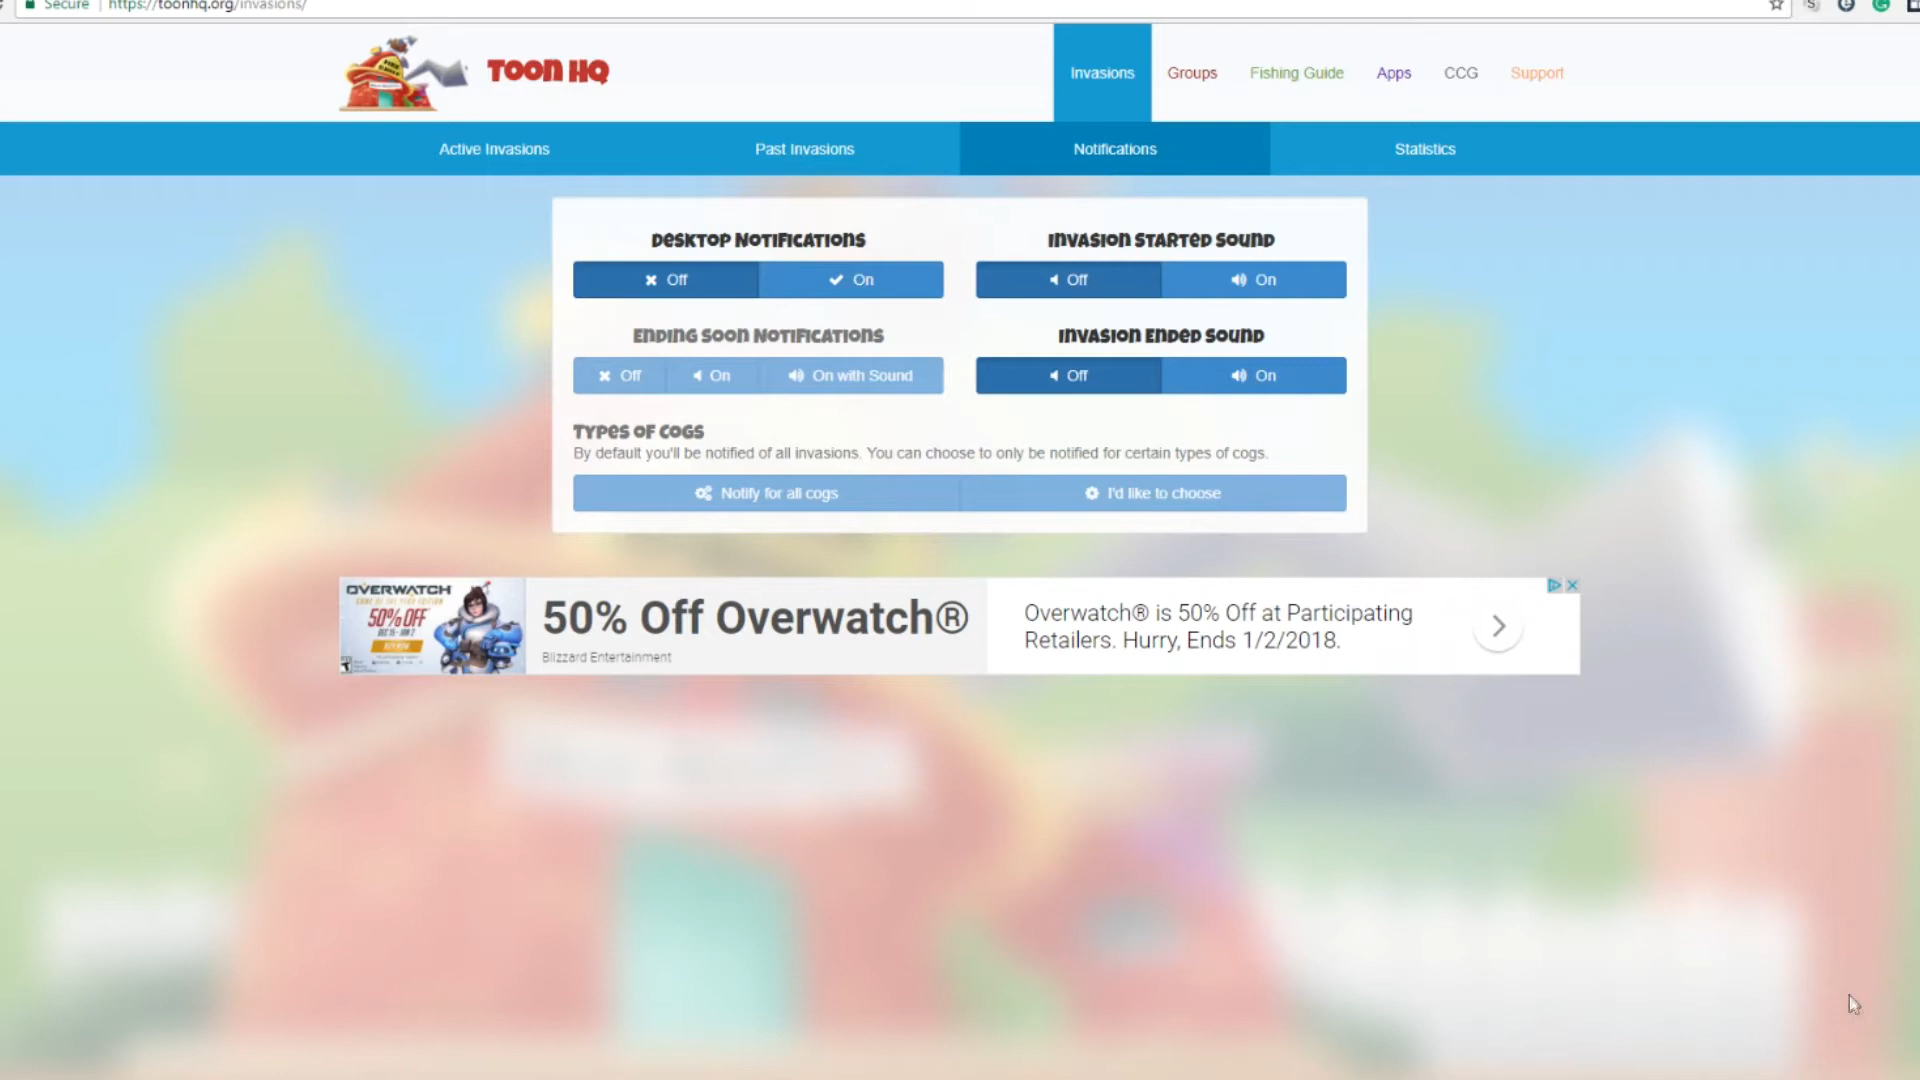 Secure | https://toonhq.org/invasions/
Toon HQ
Invasions Groups Fishing Guide Apps CCG Support
Active Invasions Past Invasions Notifications Statistics
Desktop Notifications Invasion Started Sound
Off On Off On
Ending Soon Notifications Invasion Ended Sound
Off On On with Sound Off On
Types of Cogs
By default you'll be notified of all invasions. You can choose to only be notified for certain types of cogs.
Notify for all cogs I'd like to choose
OVERWATCH
50% OFF
50% Off Overwatch®
Blizzard Entertainment
Overwatch® is 50% Off at Participating
Retailers. Hurry, Ends 1/2/2018.